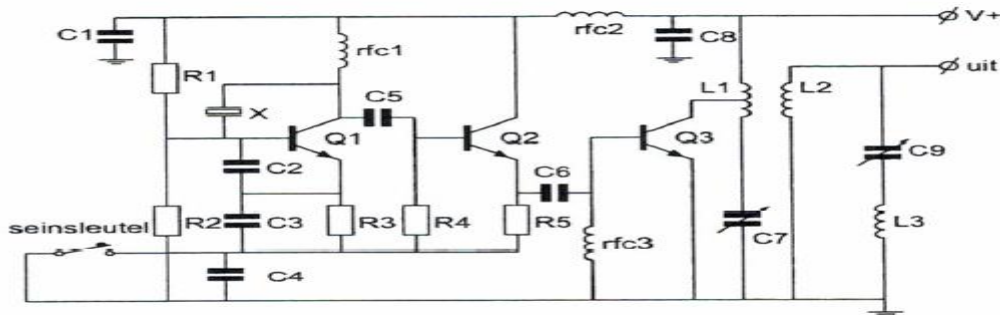 V+
C1
rfc1
rfc2
C8
uit
R1
X
C5
L1
L2
Q1
Q2
Q3
C9
C2
C6
seinsleutel
R2
C3
R3
R4
R5
rfc3
C7
L3
C4